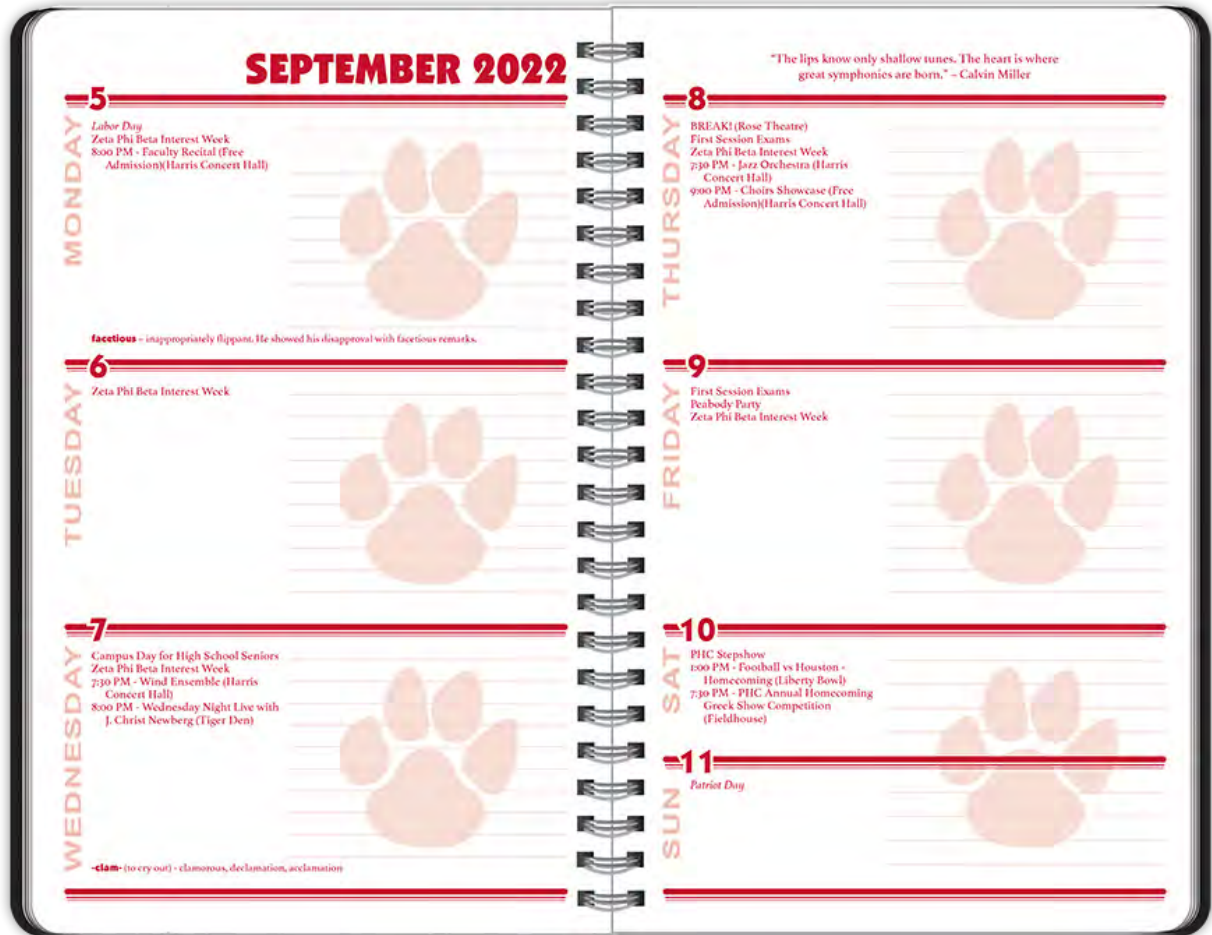 SEPTEMBER 2022
5
MONDAY
Labor Day
Zeta Phi Beta Interest Week
8:00 PM - Faculty Recital (Free
Admission)(Harris Concert Hall)
facetious – inappropriately flippant. He showed his disapproval with facetious remarks.
6
TUESDAY
Zeta Phi Beta Interest Week
7
WEDNESDAY
Campus Day for High School Seniors
Zeta Phi Beta Interest Week
7:30 PM - Wind Ensemble (Harris
Concert Hall)
8:00 PM - Wednesday Night Live with
J. Christ Newberg (Tiger Den)
-clam- (to cry out) - clamorous, declamation, acclamation
"The lips know only shallow tunes. The heart is where
great symphonies are born." – Calvin Miller
8
THURSDAY
BREAK! (Rose Theatre)
First Session Exams
Zeta Phi Beta Interest Week
7:30 PM - Jazz Orchestra (Harris
Concert Hall)
9:00 PM - Choirs Showcase (Free
Admission)(Harris Concert Hall)
9
FRIDAY
First Session Exams
Peabody Party
Zeta Phi Beta Interest Week
10
SAT
PHC Stepshow
1:00 PM - Football vs Houston -
Homecoming (Liberty Bowl)
7:30 PM - PHC Annual Homecoming
Greek Show Competition
(Fieldhouse)
11
SUN
Patriot Day